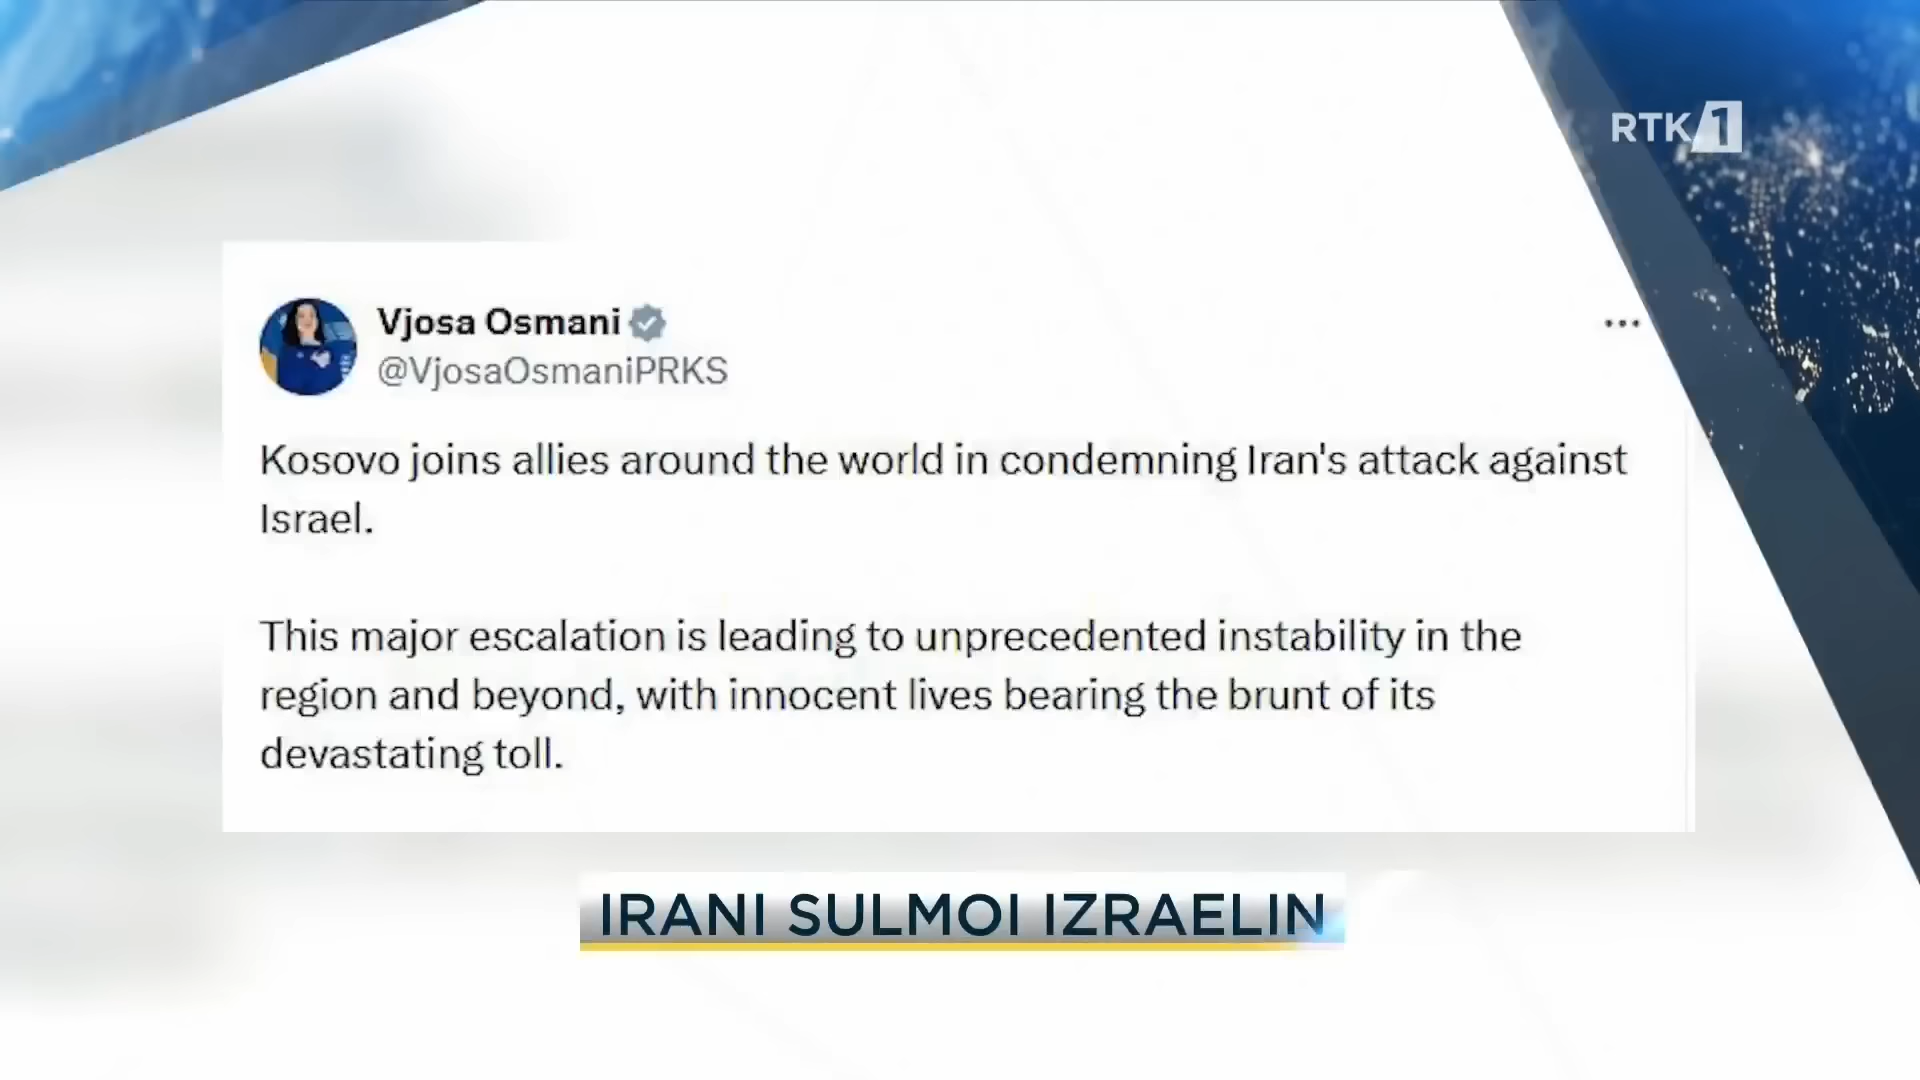 RTK 1
Vjosa Osmani
@VjosaOsmaniPRKS
Kosovo joins allies around the world in condemning Iran's attack against
Israel.
This major escalation is leading to unprecedented instability in the
region and beyond, with innocent lives bearing the brunt of its
devastating toll.
IRANI SULMOI IZRAELIN